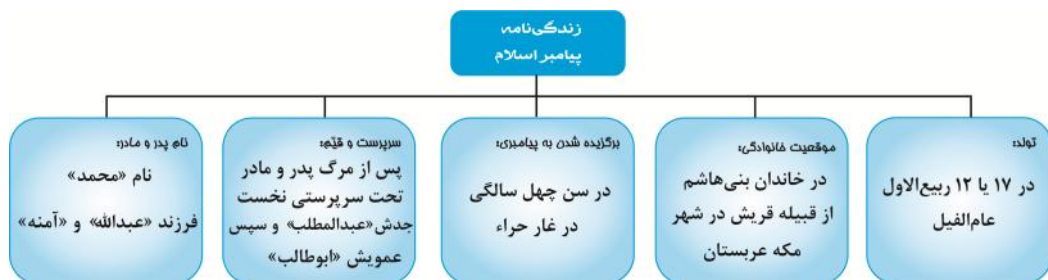 زندگی‌نامه
پیامبر اسلام
تولد:
در ۱۷ یا ۱۲ ربیع‌الاول
عام‌الفیل
موقعیت خانوادگی:
در خاندان بنی‌هاشم
از قبیله قریش در شهر
مکه عربستان
برگزیده شدن به پیامبری:
در سن چهل سالگی
در غار حراء
سرپرست و قیّم:
پس از مرگ پدر و مادر
تحت سرپرستی نخست
جدش «عبدالمطلب» و سپس
عمویش «ابوطالب»
نام پدر و مادر:
نام «محمد»
فرزند «عبدالله» و «آمنه»